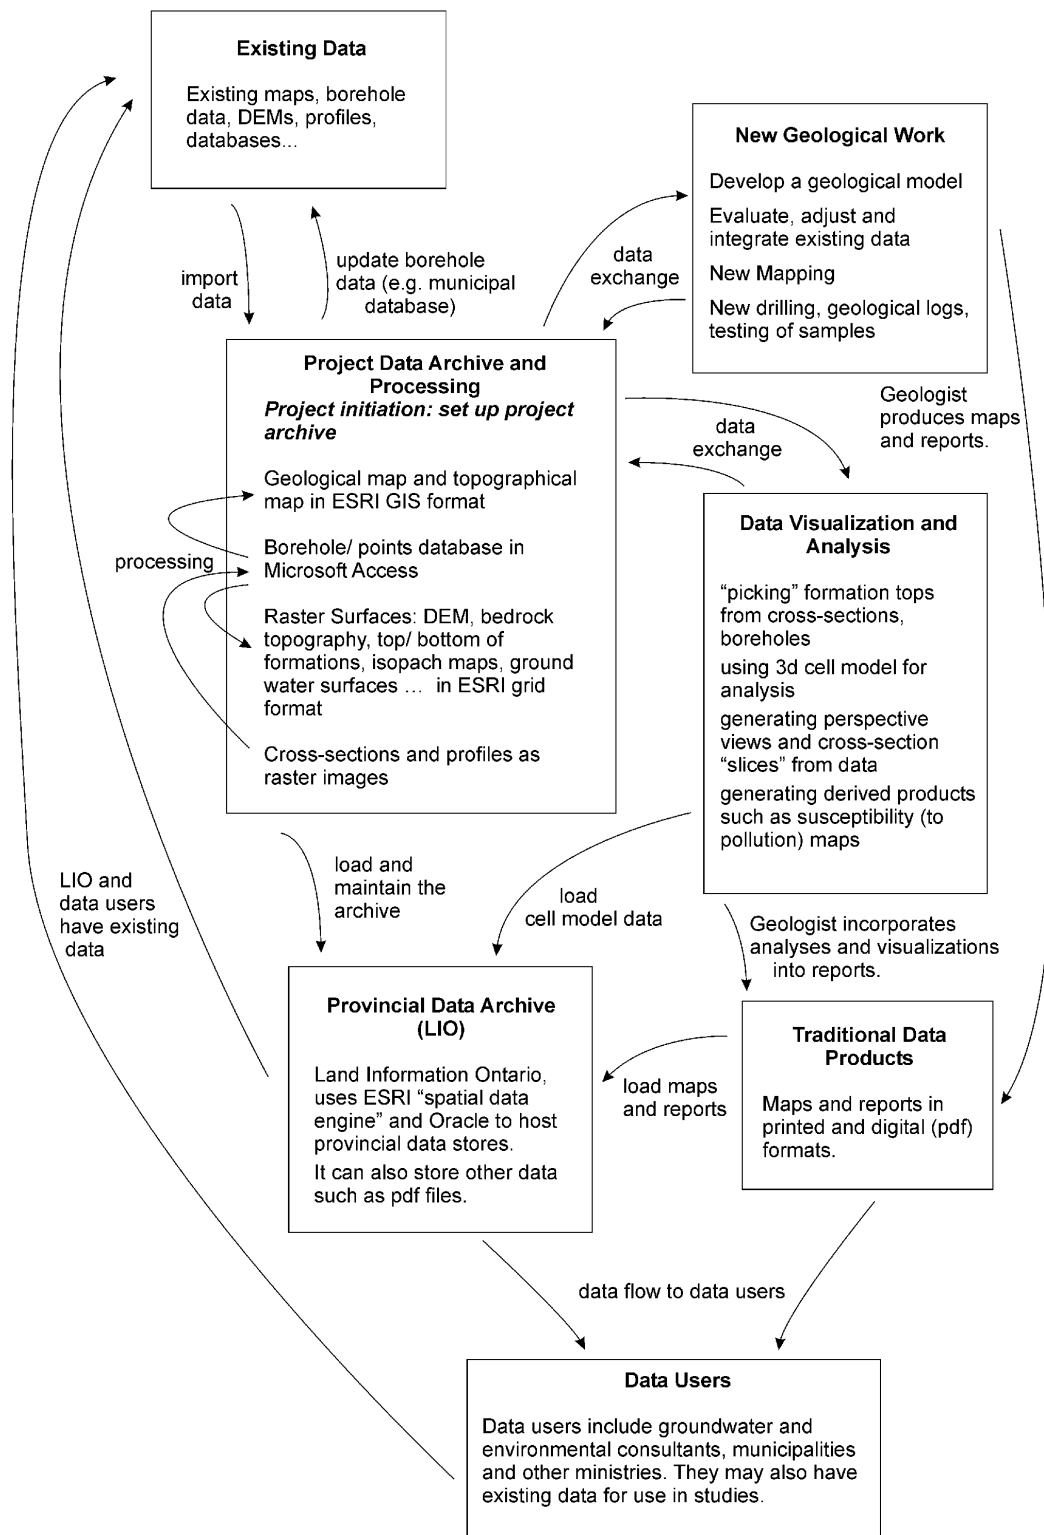 Existing Data
Existing maps, borehole
data, DEMs, profiles,
databases...
New Geological Work
Develop a geological model
Evaluate, adjust and
integrate existing data
New Mapping
New drilling, geological logs,
testing of samples
import
data
update borehole
data (e.g. municipal
database)
data
exchange
Project Data Archive and
Processing
Project initiation: set up project
archive
Geological map and topographical
map in ESRI GIS format
Borehole/ points database in
Microsoft Access
Raster Surfaces: DEM, bedrock
topography, top/ bottom of
formations, isopach maps, ground
water surfaces ... in ESRI grid
format
Cross-sections and profiles as
raster images
processing
data
exchange
Geologist
produces maps
and reports.
Data Visualization and
Analysis
“picking” formation tops
from cross-sections,
boreholes
using 3d cell model for
analysis
generating perspective
views and cross-section
“slices” from data
generating derived products
such as susceptibility (to
pollution) maps
LIO and
data users
have existing
data
load and
maintain the
archive
load
cell model data
Geologist incorporates
analyses and visualizations
into reports.
Provincial Data Archive
(LIO)
Land Information Ontario,
uses ESRI “spatial data
engine” and Oracle to host
provincial data stores.
It can also store other data
such as pdf files.
load maps
and reports
Traditional Data
Products
Maps and reports in
printed and digital (pdf)
formats.
data flow to data users
Data Users
Data users include groundwater and
environmental consultants, municipalities
and other ministries. They may also have
existing data for use in studies.